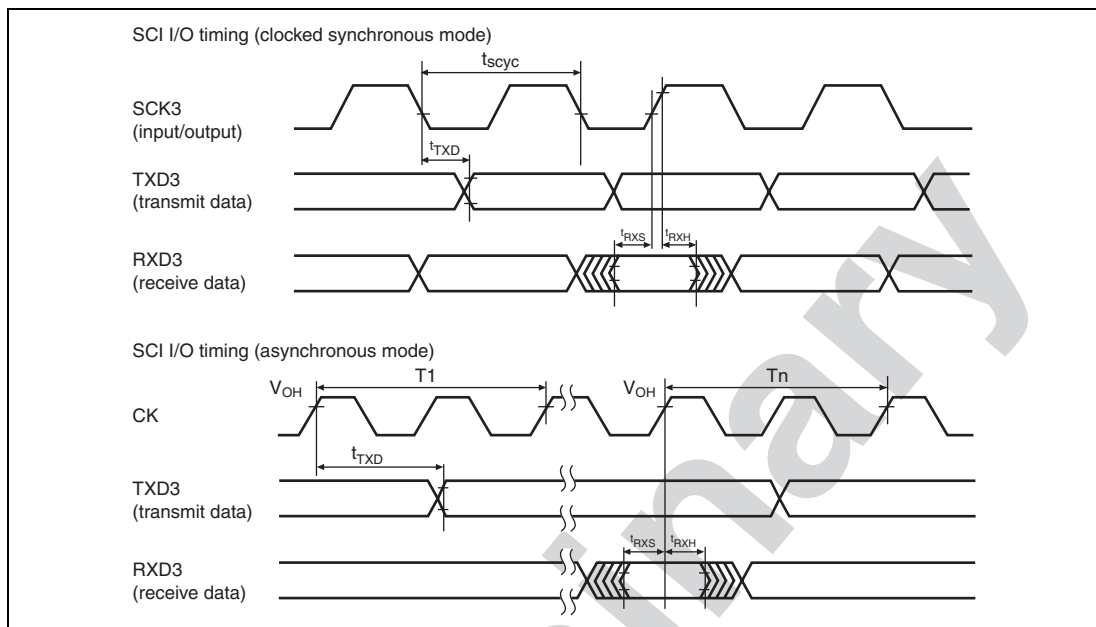 SCI I/O timing (clocked synchronous mode)
tscyc
SCK3
(input/output)
tTXD
TXD3
(transmit data)
tRXS tRXH
RXD3
(receive data)
SCI I/O timing (asynchronous mode)
VOH T1 VOH Tn
CK
tTXD
TXD3
(transmit data)
tRXS tRXH
RXD3
(receive data)
inary